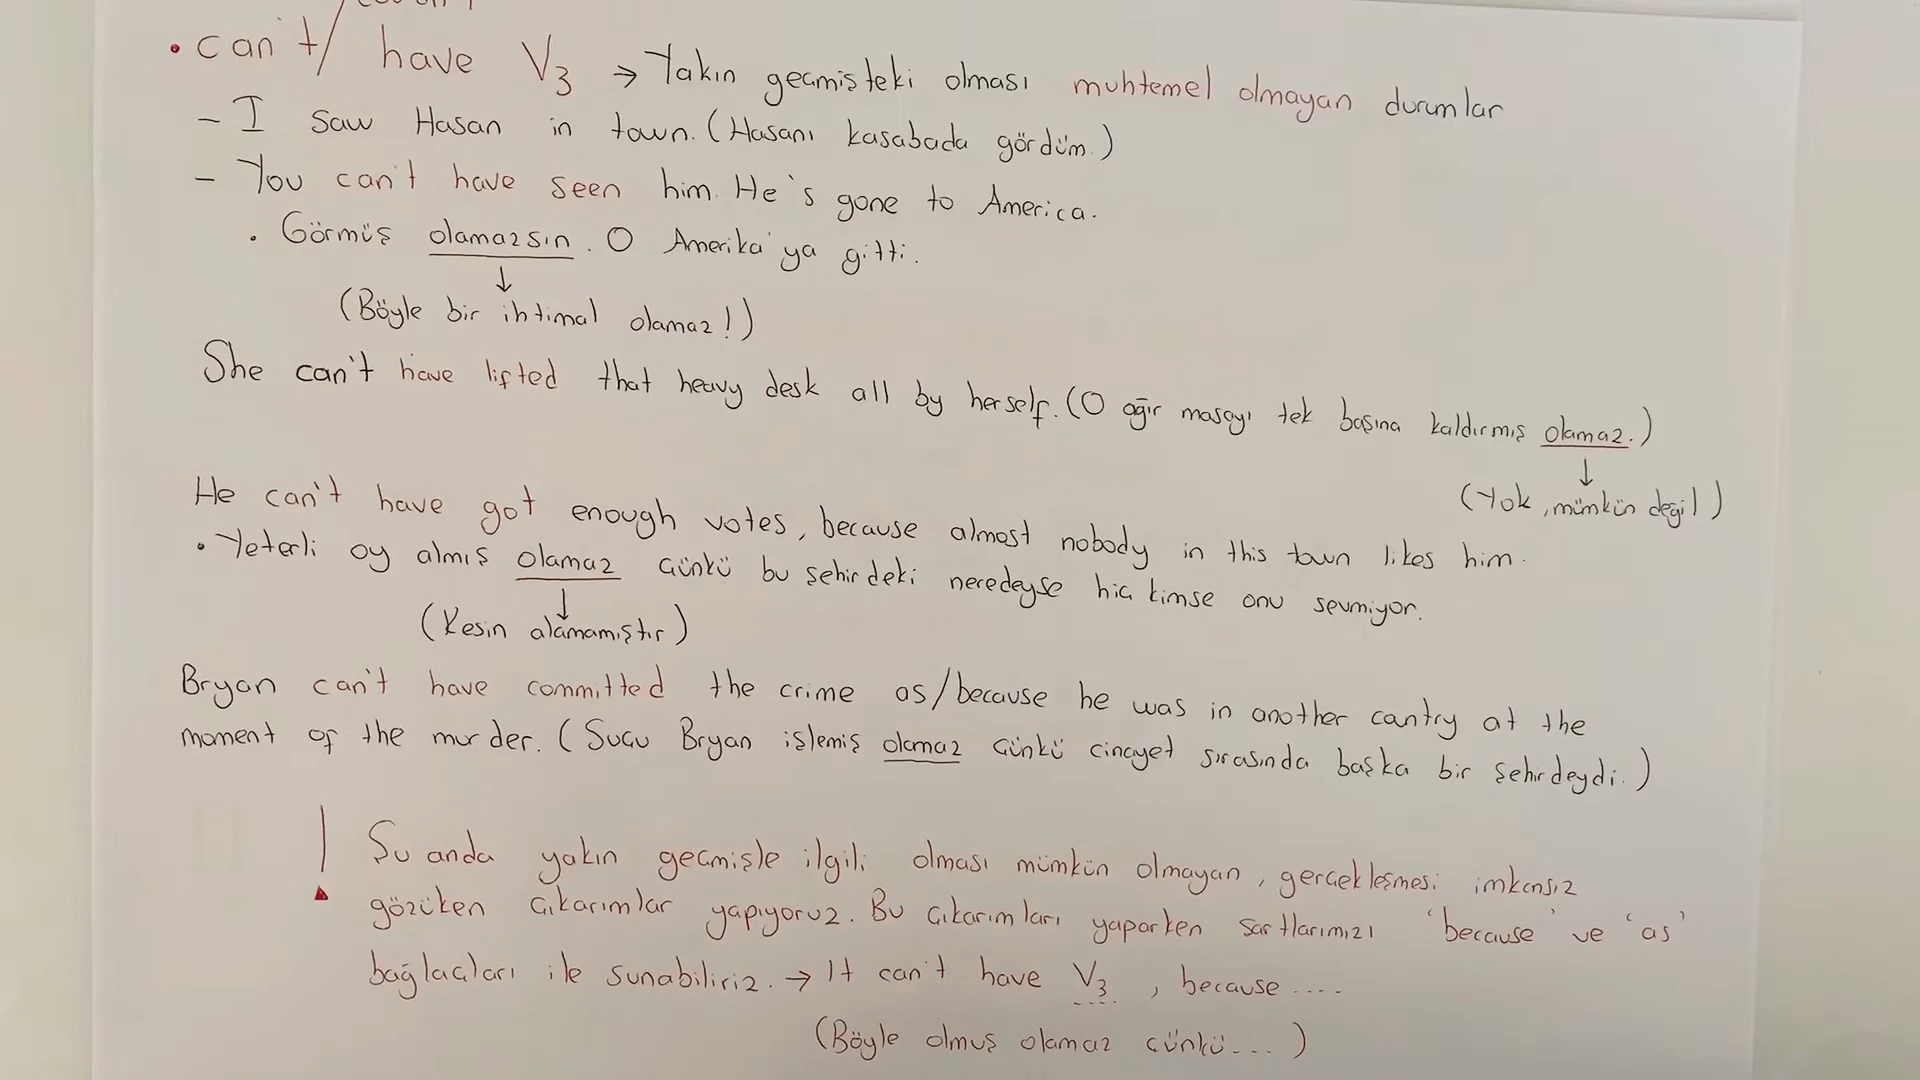 • can't/ have V3 → Yakın geçmişteki olması muhtemel olmayan durumlar
- I saw Hasan in town. (Hasanı kasabada gördüm.)
- You can't have seen him. He's gone to America.
. Görmüş olamazsın. O Amerika'ya gitti.
↓
(Böyle bir ihtimal olamaz!)
She can't have lifted that heavy desk all by herself. (O ağır masayı tek başına kaldırmış olamaz.)
↓
(Yok, mümkün değil)
He can't have got enough votes, because almost nobody in this town likes him.
• Yeterli oy almış olamaz çünkü bu şehirdeki neredeyse hiç kimse onu sevmiyor.
↓
(Kesin alamamıştır)
Bryan can't have committed the crime as/because he was in another cantry at the
moment of the murder. (Suçu Bryan işlemiş olamaz çünkü cinayet sırasında başka bir şehirdeydi.)
! Şu anda yakın geçmişle ilgili olması mümkün olmayan, gerçekleşmesi imkansız
gözüken çıkarımlar yapıyoruz. Bu çıkarımları yaparken şartlarımızı 'because' ve 'as'
bağlaçları ile sunabiliriz. → It can't have V3, because ....
(Böyle olmuş olamaz çünkü....)